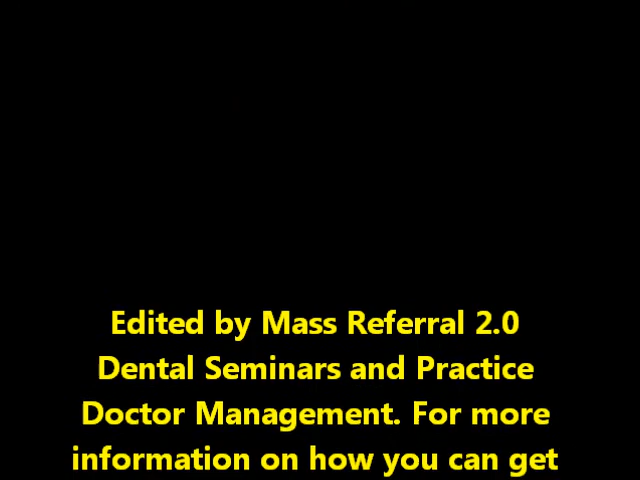 Edited by Mass Referral 2.0
Dental Seminars and Practice
Doctor Management. For more
information on how you can get